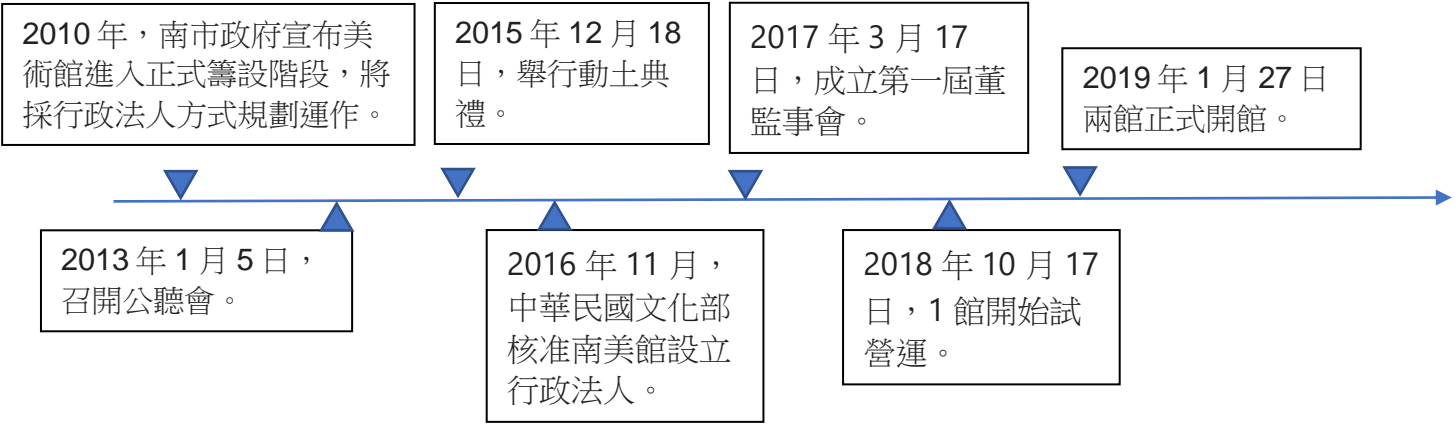 2010 年，南市政府宣布美
術館進入正式籌設階段，將
採行政法人方式規劃運作。
2013 年 1 月 5 日，
召開公聽會。
2015 年 12 月 18
日，舉行動土典
禮。
2016 年 11 月，
中華民國文化部
核准南美館設立
行政法人。
2017 年 3 月 17
日，成立第一屆董
監事會。
2018 年 10 月 17
日，1 館開始試
營運。
2019 年 1 月 27 日
兩館正式開館。